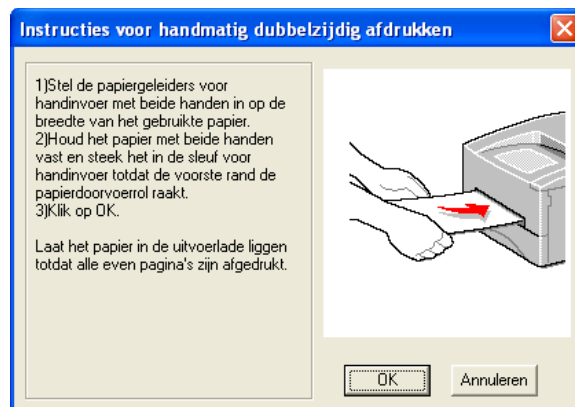 Instructies voor handmatig dubbelzijdig afdrukken
1)Stel de papiergeleiders voor
handinvoer met beide handen in op de
breedte van het gebruikte papier.
2)Houd het papier met beide handen
vast en steek het in de sleuf voor
handinvoer totdat de voorste rand de
papierdoorvoerrol raakt.
3)Klik op OK.
Laat het papier in de uitvoerlade liggen
totdat alle even pagina's zijn afgedrukt.
OK
Annuleren